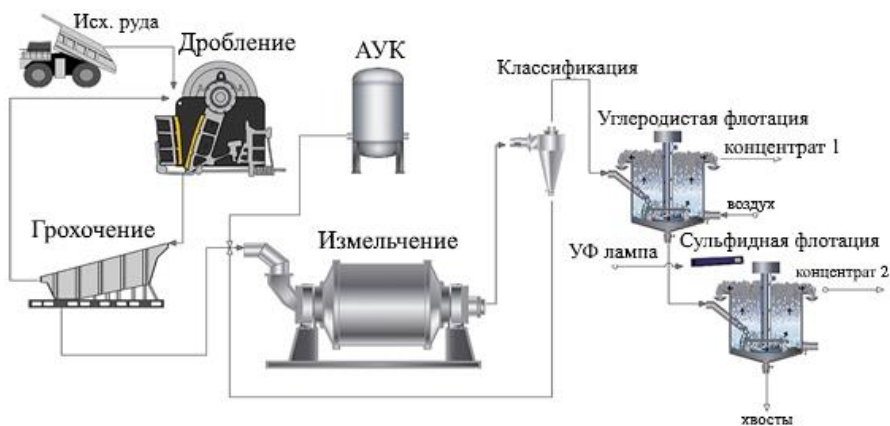 Исх. руда
Дробление
АУК
Классификация
Углеродистая флотация
концентрат 1
воздух
Грохочение
Измельчение
УФ лампа
Сульфидная флотация
концентрат 2
хвосты